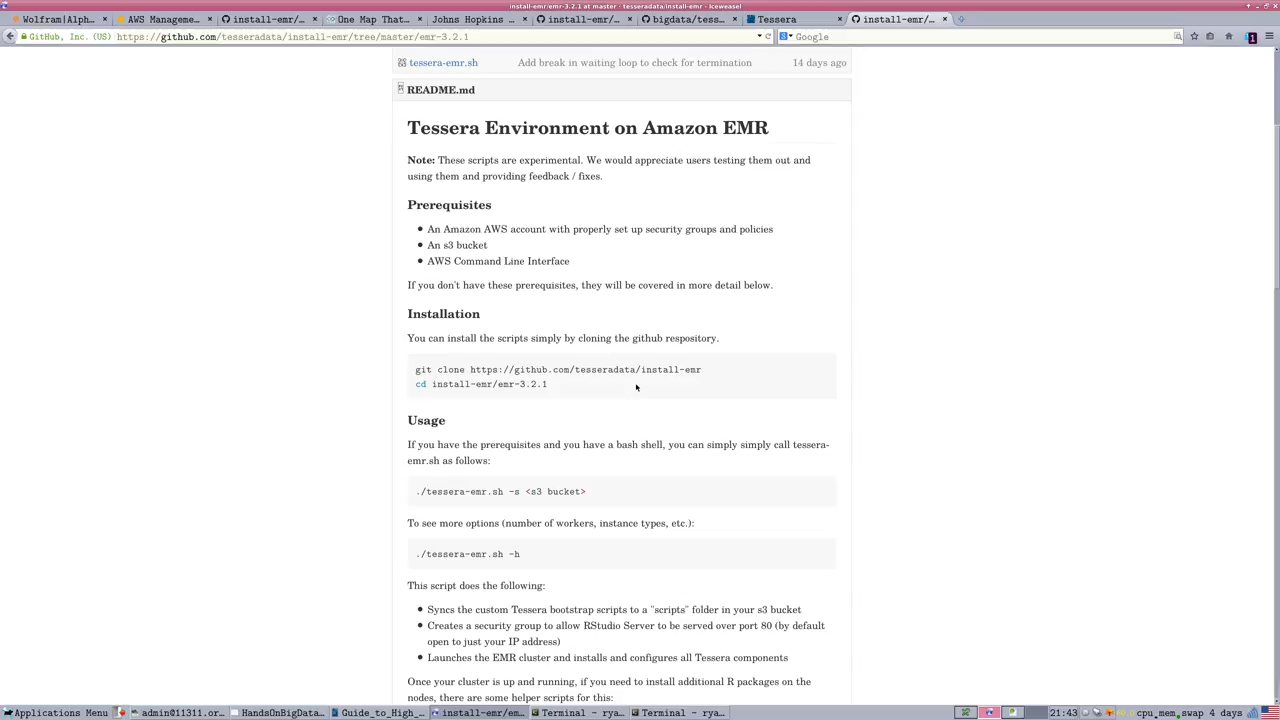 install-emr/emr-3.2.1 at master · tesseradata/install-emr - Iceweasel
Wolfram|Alph... × AWS Manageme... × install-emr/... × One Map That... × Johns Hopkins ... × install-emr/... × bigdata/tess... × Tessera × install-emr/... ×
GitHub, Inc. (US) https://github.com/tesseradata/install-emr/tree/master/emr-3.2.1 Google 1
tessera-emr.sh Add break in waiting loop to check for termination 14 days ago
README.md
Tessera Environment on Amazon EMR
Note: These scripts are experimental. We would appreciate users testing them out and
using them and providing feedback / fixes.
Prerequisites
● An Amazon AWS account with properly set up security groups and policies
● An s3 bucket
● AWS Command Line Interface
If you don't have these prerequisites, they will be covered in more detail below.
Installation
You can install the scripts simply by cloning the github respository.
git clone https://github.com/tesseradata/install-emr
cd install-emr/emr-3.2.1
Usage
If you have the prerequisites and you have a bash shell, you can simply simply call tessera-
emr.sh as follows:
./tessera-emr.sh -s <s3 bucket>
To see more options (number of workers, instance types, etc.):
./tessera-emr.sh -h
This script does the following:
● Syncs the custom Tessera bootstrap scripts to a "scripts" folder in your s3 bucket
● Creates a security group to allow RStudio Server to be served over port 80 (by default
open to just your IP address)
● Launches the EMR cluster and installs and configures all Tessera components
Once your cluster is up and running, if you need to install additional R packages on the
nodes, there are some helper scripts for this:
Applications Menu admin@11311.or... HandsOnBigData... Guide_to_High_... install-emr/em... Terminal - rya... Terminal - rya... 21:43 cpu_mem_swap 4 days